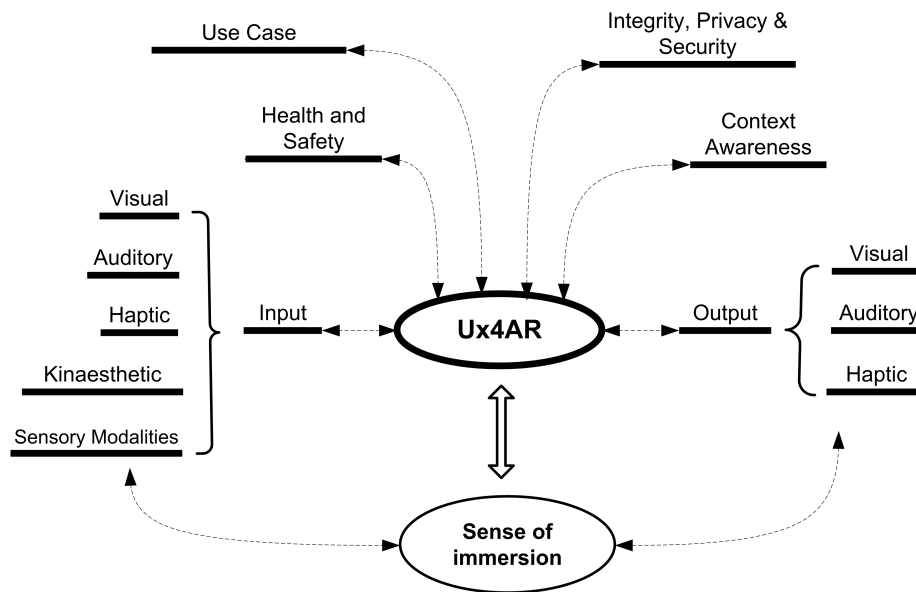 Use Case
Integrity, Privacy &
Security
Health and
Safety
Context
Awareness
Visual
Auditory
Haptic
Kinaesthetic
Sensory Modalities
Input
Ux4AR
Output
Visual
Auditory
Haptic
Sense of
immersion